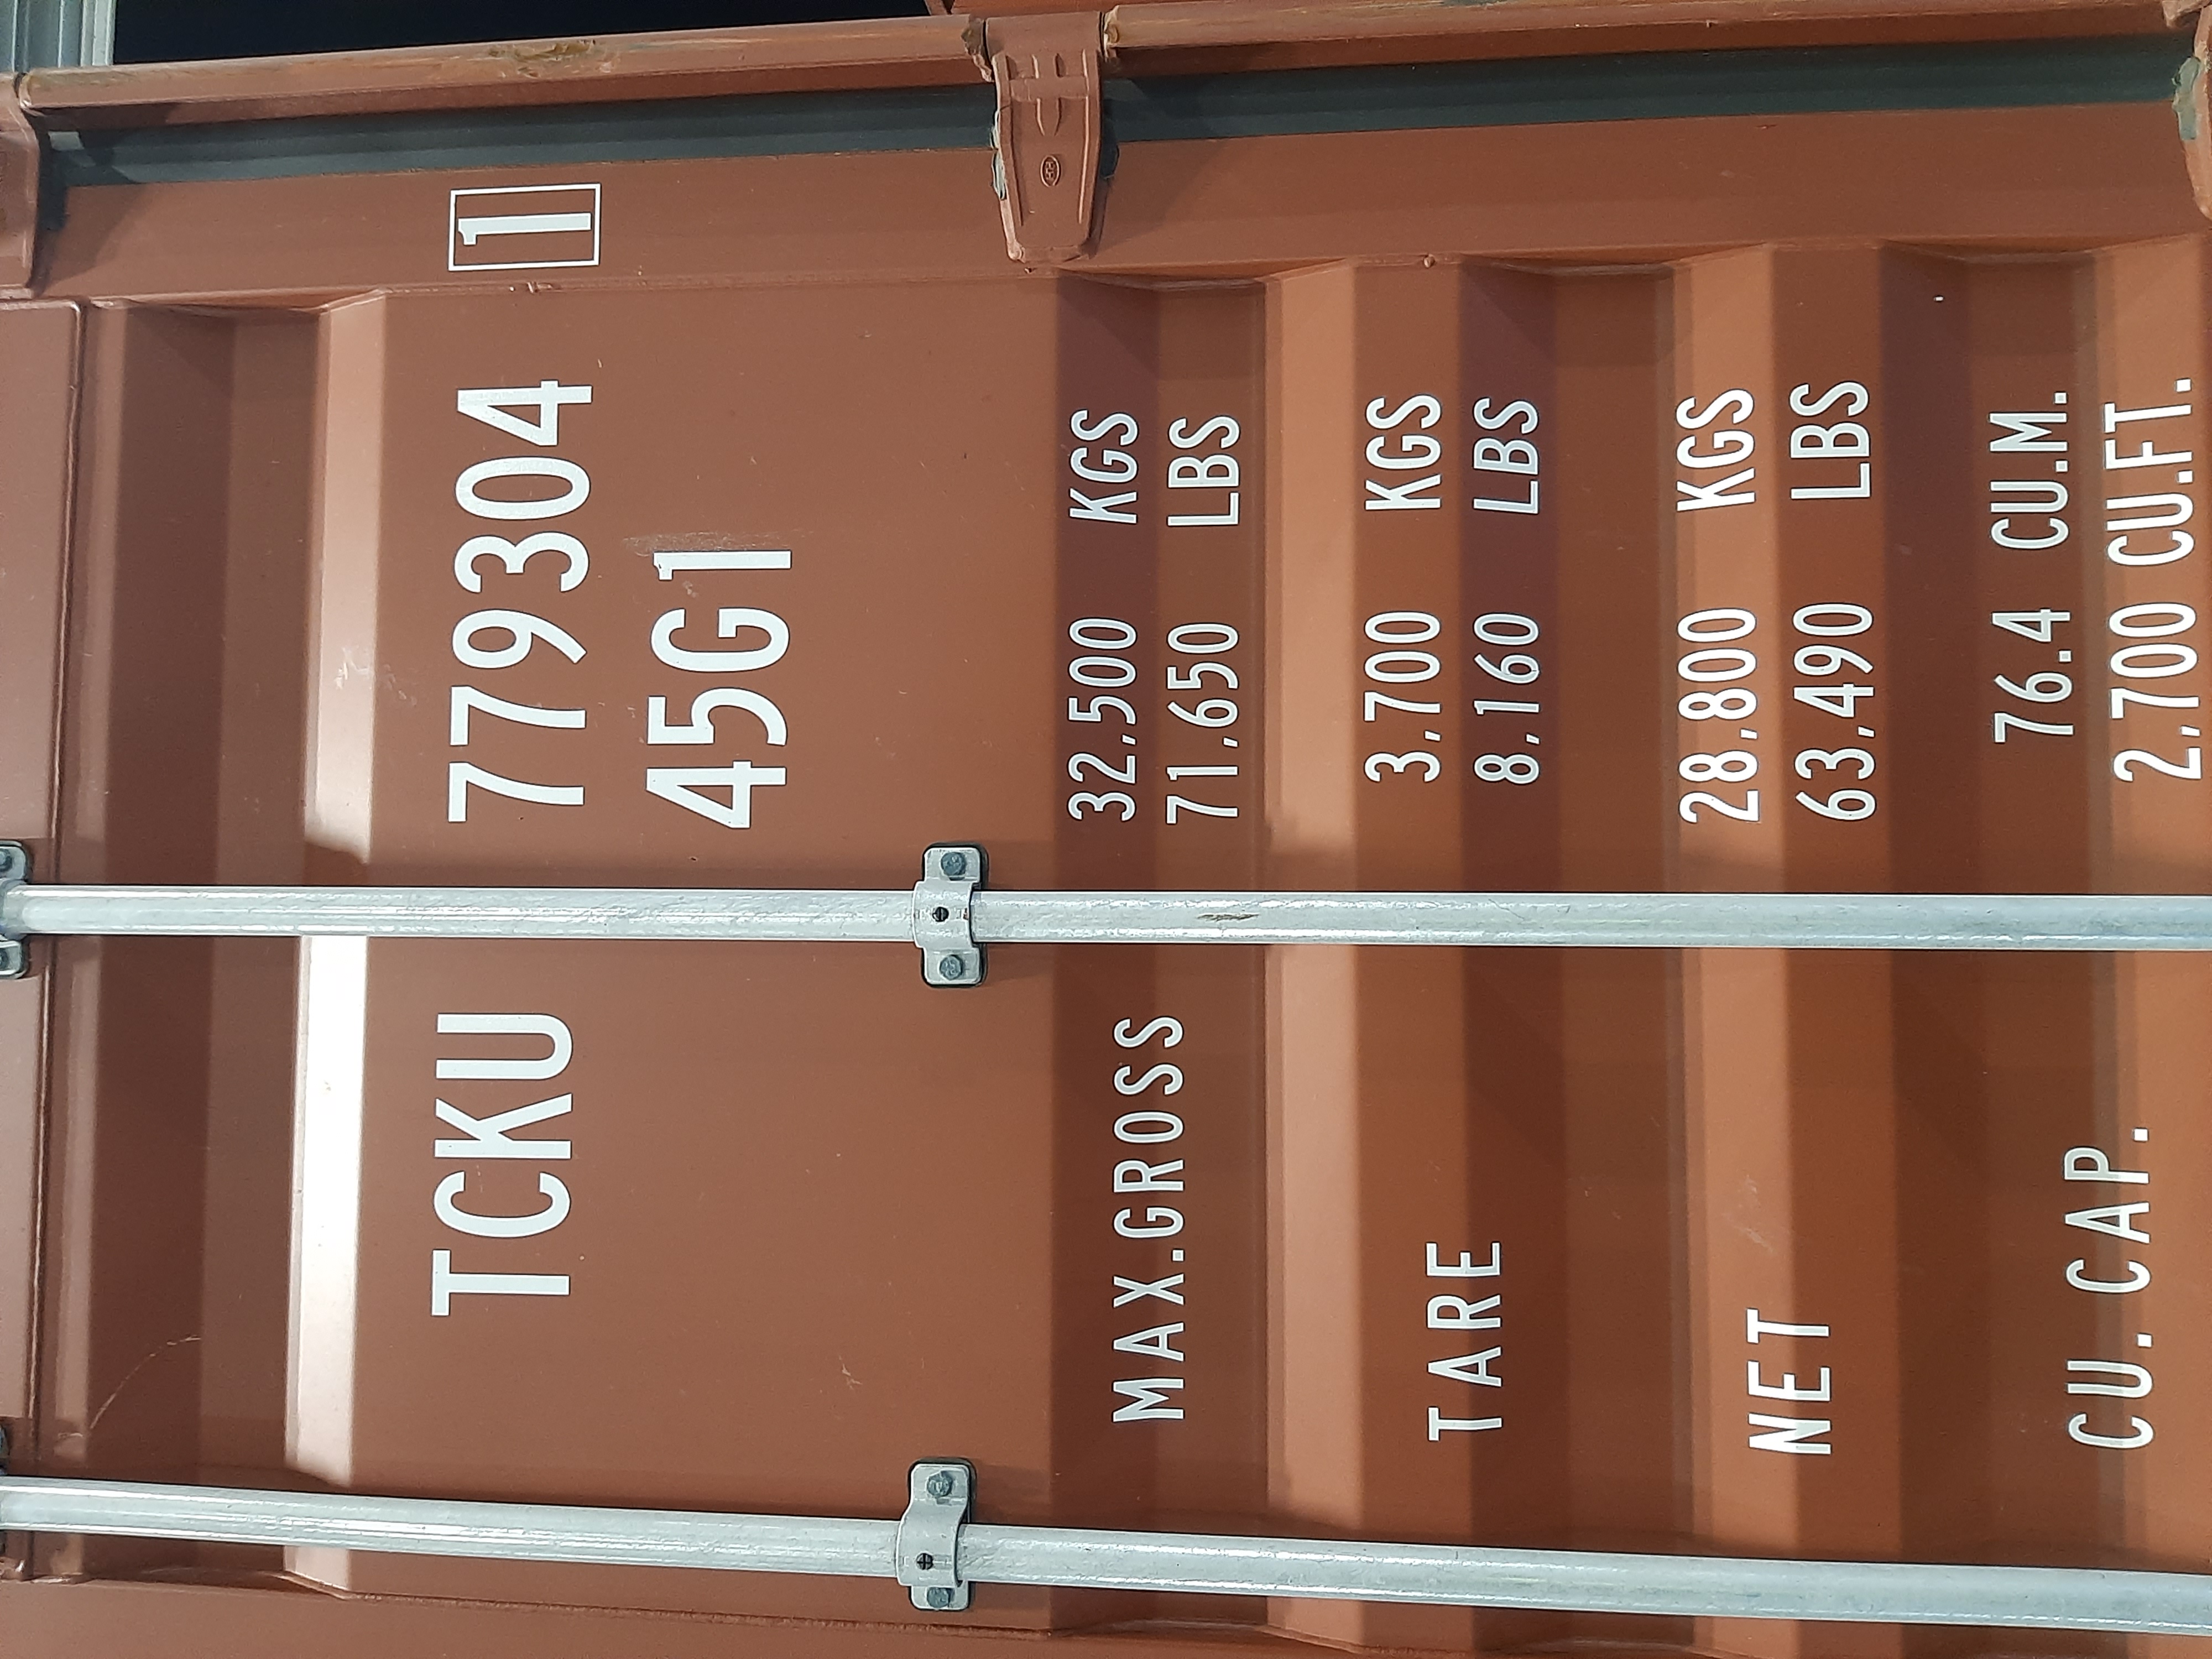 TCKU 779304 1
45G1
MAX.GROSS 32,500 KGS
71,650 LBS
TARE 3,700 KGS
8,160 LBS
NET 28,800 KGS
63,490 LBS
CU. CAP. 76.4 CU.M.
2,700 CU.FT.